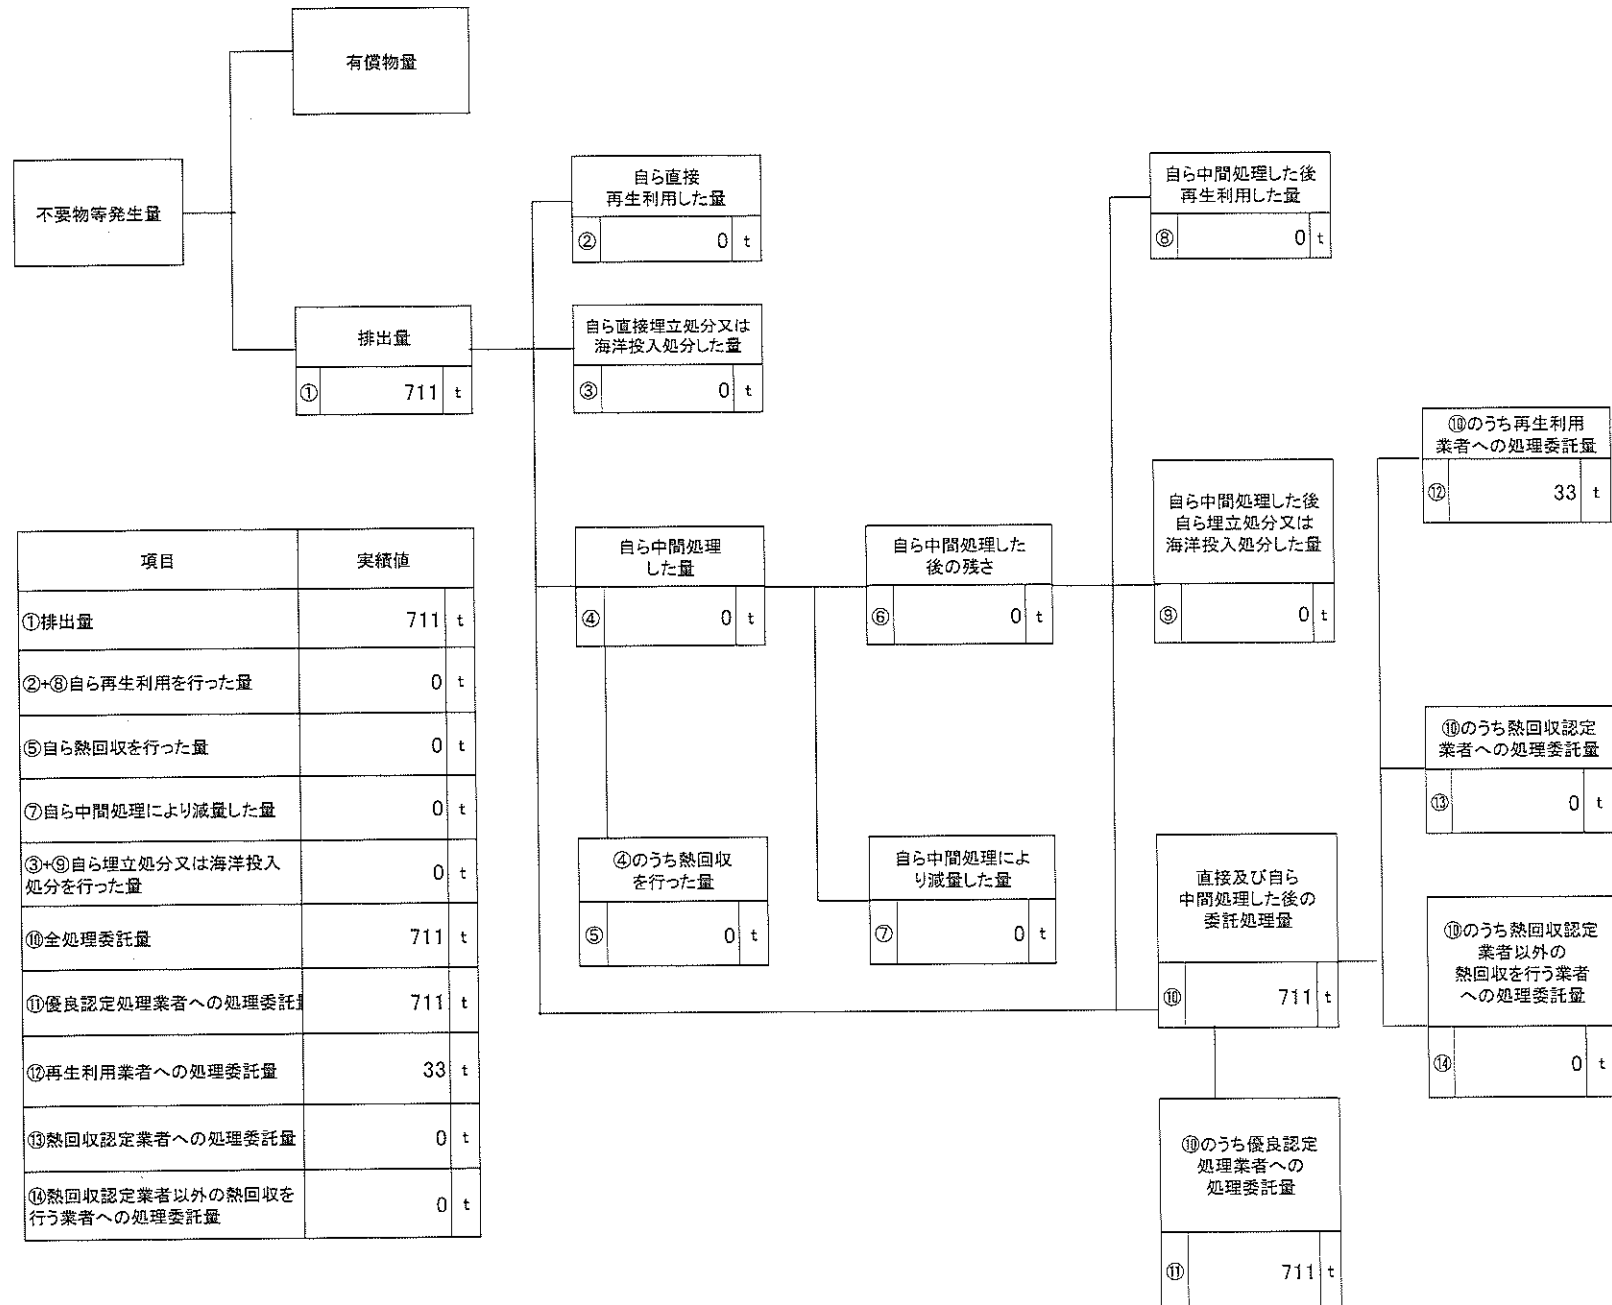 有償物量
不要物等発生量
排出量
① 711 t
自ら直接
再生利用した量
② 0 t
自ら直接埋立処分又は
海洋投入処分した量
③ 0 t
自ら中間処理
した量
④ 0 t
④のうち熱回収
を行った量
⑤ 0 t
自ら中間処理した
後の残さ
⑥ 0 t
自ら中間処理によ
り減量した量
⑦ 0 t
自ら中間処理した後
再生利用した量
⑧ 0 t
自ら中間処理した後
自ら埋立処分又は
海洋投入処分した量
⑨ 0 t
直接及び自ら
中間処理した後の
委託処理量
⑩ 711 t
⑩のうち優良認定
処理業者への
処理委託量
⑪ 711 t
⑩のうち再生利用
業者への処理委託量
⑫ 33 t
⑩のうち熱回収認定
業者への処理委託量
⑬ 0 t
⑩のうち熱回収認定
業者以外の
熱回収を行う業者
への処理委託量
⑭ 0 t
項目 実績値
①排出量 711 t
②+⑧自ら再生利用を行った量 0 t
⑤自ら熱回収を行った量 0 t
⑦自ら中間処理により減量した量 0 t
③+⑨自ら埋立処分又は海洋投入
処分を行った量 0 t
⑩全処理委託量 711 t
⑪優良認定処理業者への処理委託量 711 t
⑫再生利用業者への処理委託量 33 t
⑬熱回収認定業者への処理委託量 0 t
⑭熱回収認定業者以外の熱回収を
行う業者への処理委託量 0 t